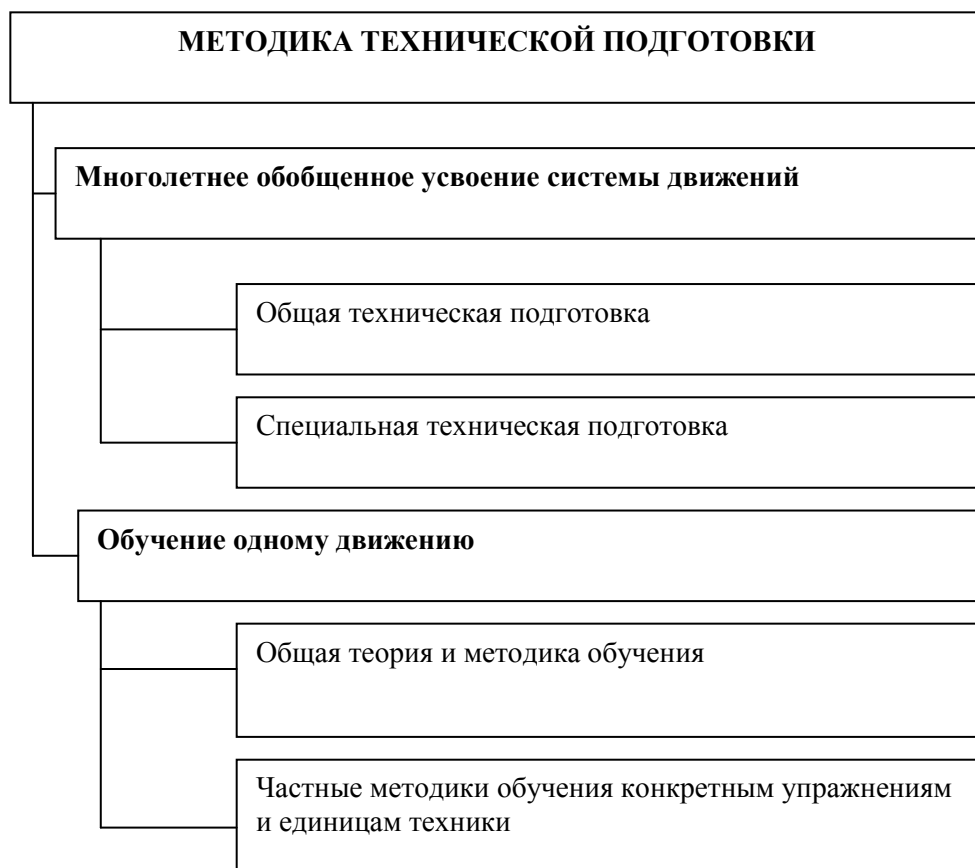 МЕТОДИКА ТЕХНИЧЕСКОЙ ПОДГОТОВКИ
Многолетнее обобщенное усвоение системы движений
Общая техническая подготовка
Специальная техническая подготовка
Обучение одному движению
Общая теория и методика обучения
Частные методики обучения конкретным упражнениям
и единицам техники